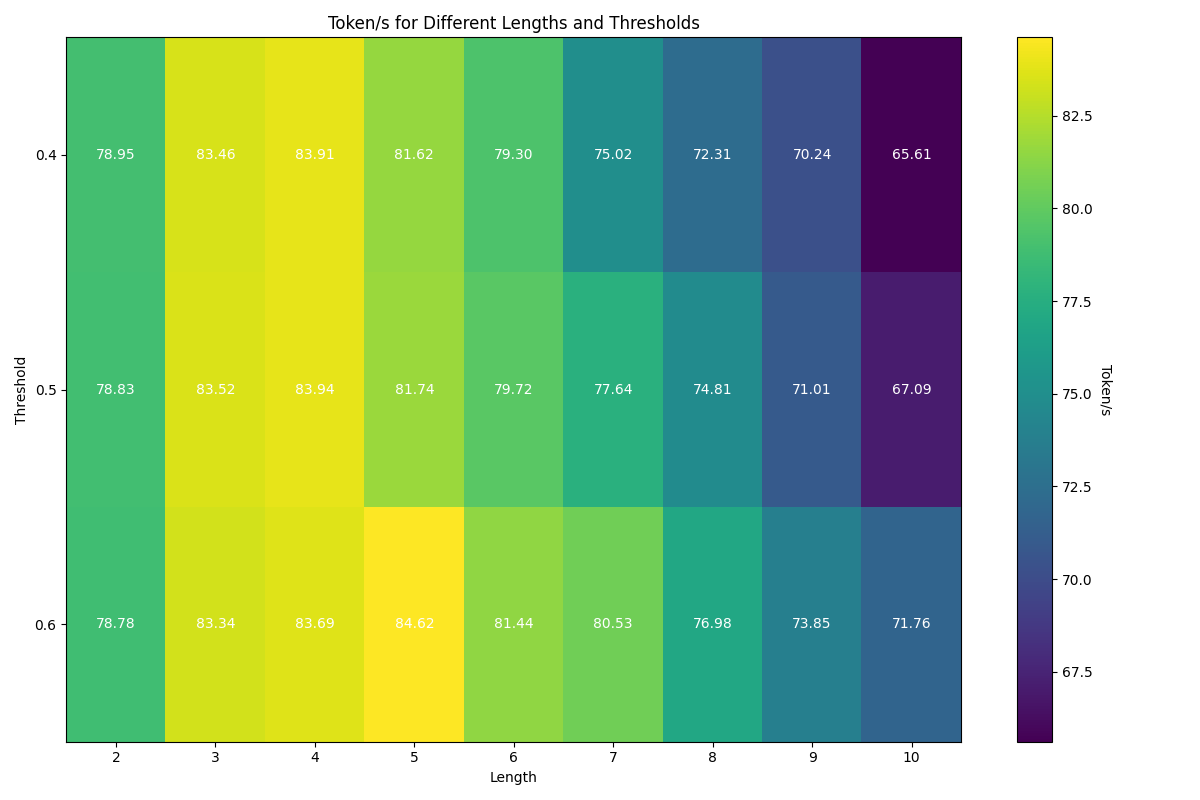 Token/s for Different Lengths and Thresholds
0.4 78.95 83.46 83.91 81.62 79.30 75.02 72.31 70.24 65.61
0.5 78.83 83.52 83.94 81.74 79.72 77.64 74.81 71.01 67.09
0.6 78.78 83.34 83.69 84.62 81.44 80.53 76.98 73.85 71.76
2 3 4 5 6 7 8 9 10
Length
Threshold
82.5
80.0
77.5
75.0
72.5
70.0
67.5
Token/s